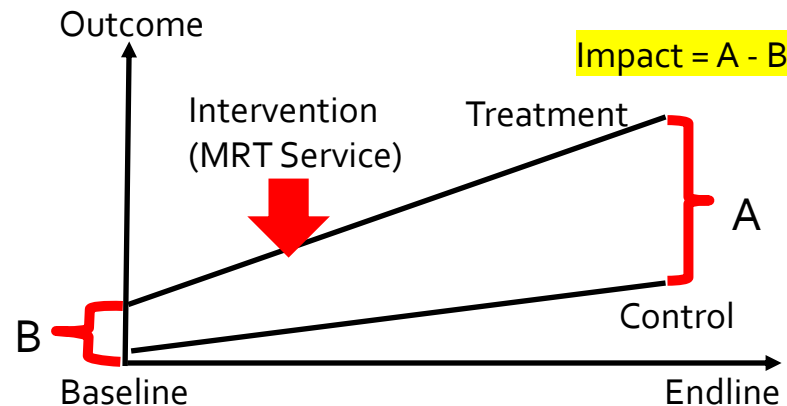 Outcome
Impact = A - B
Intervention
(MRT Service)
Treatment
A
B
Control
Baseline
Endline